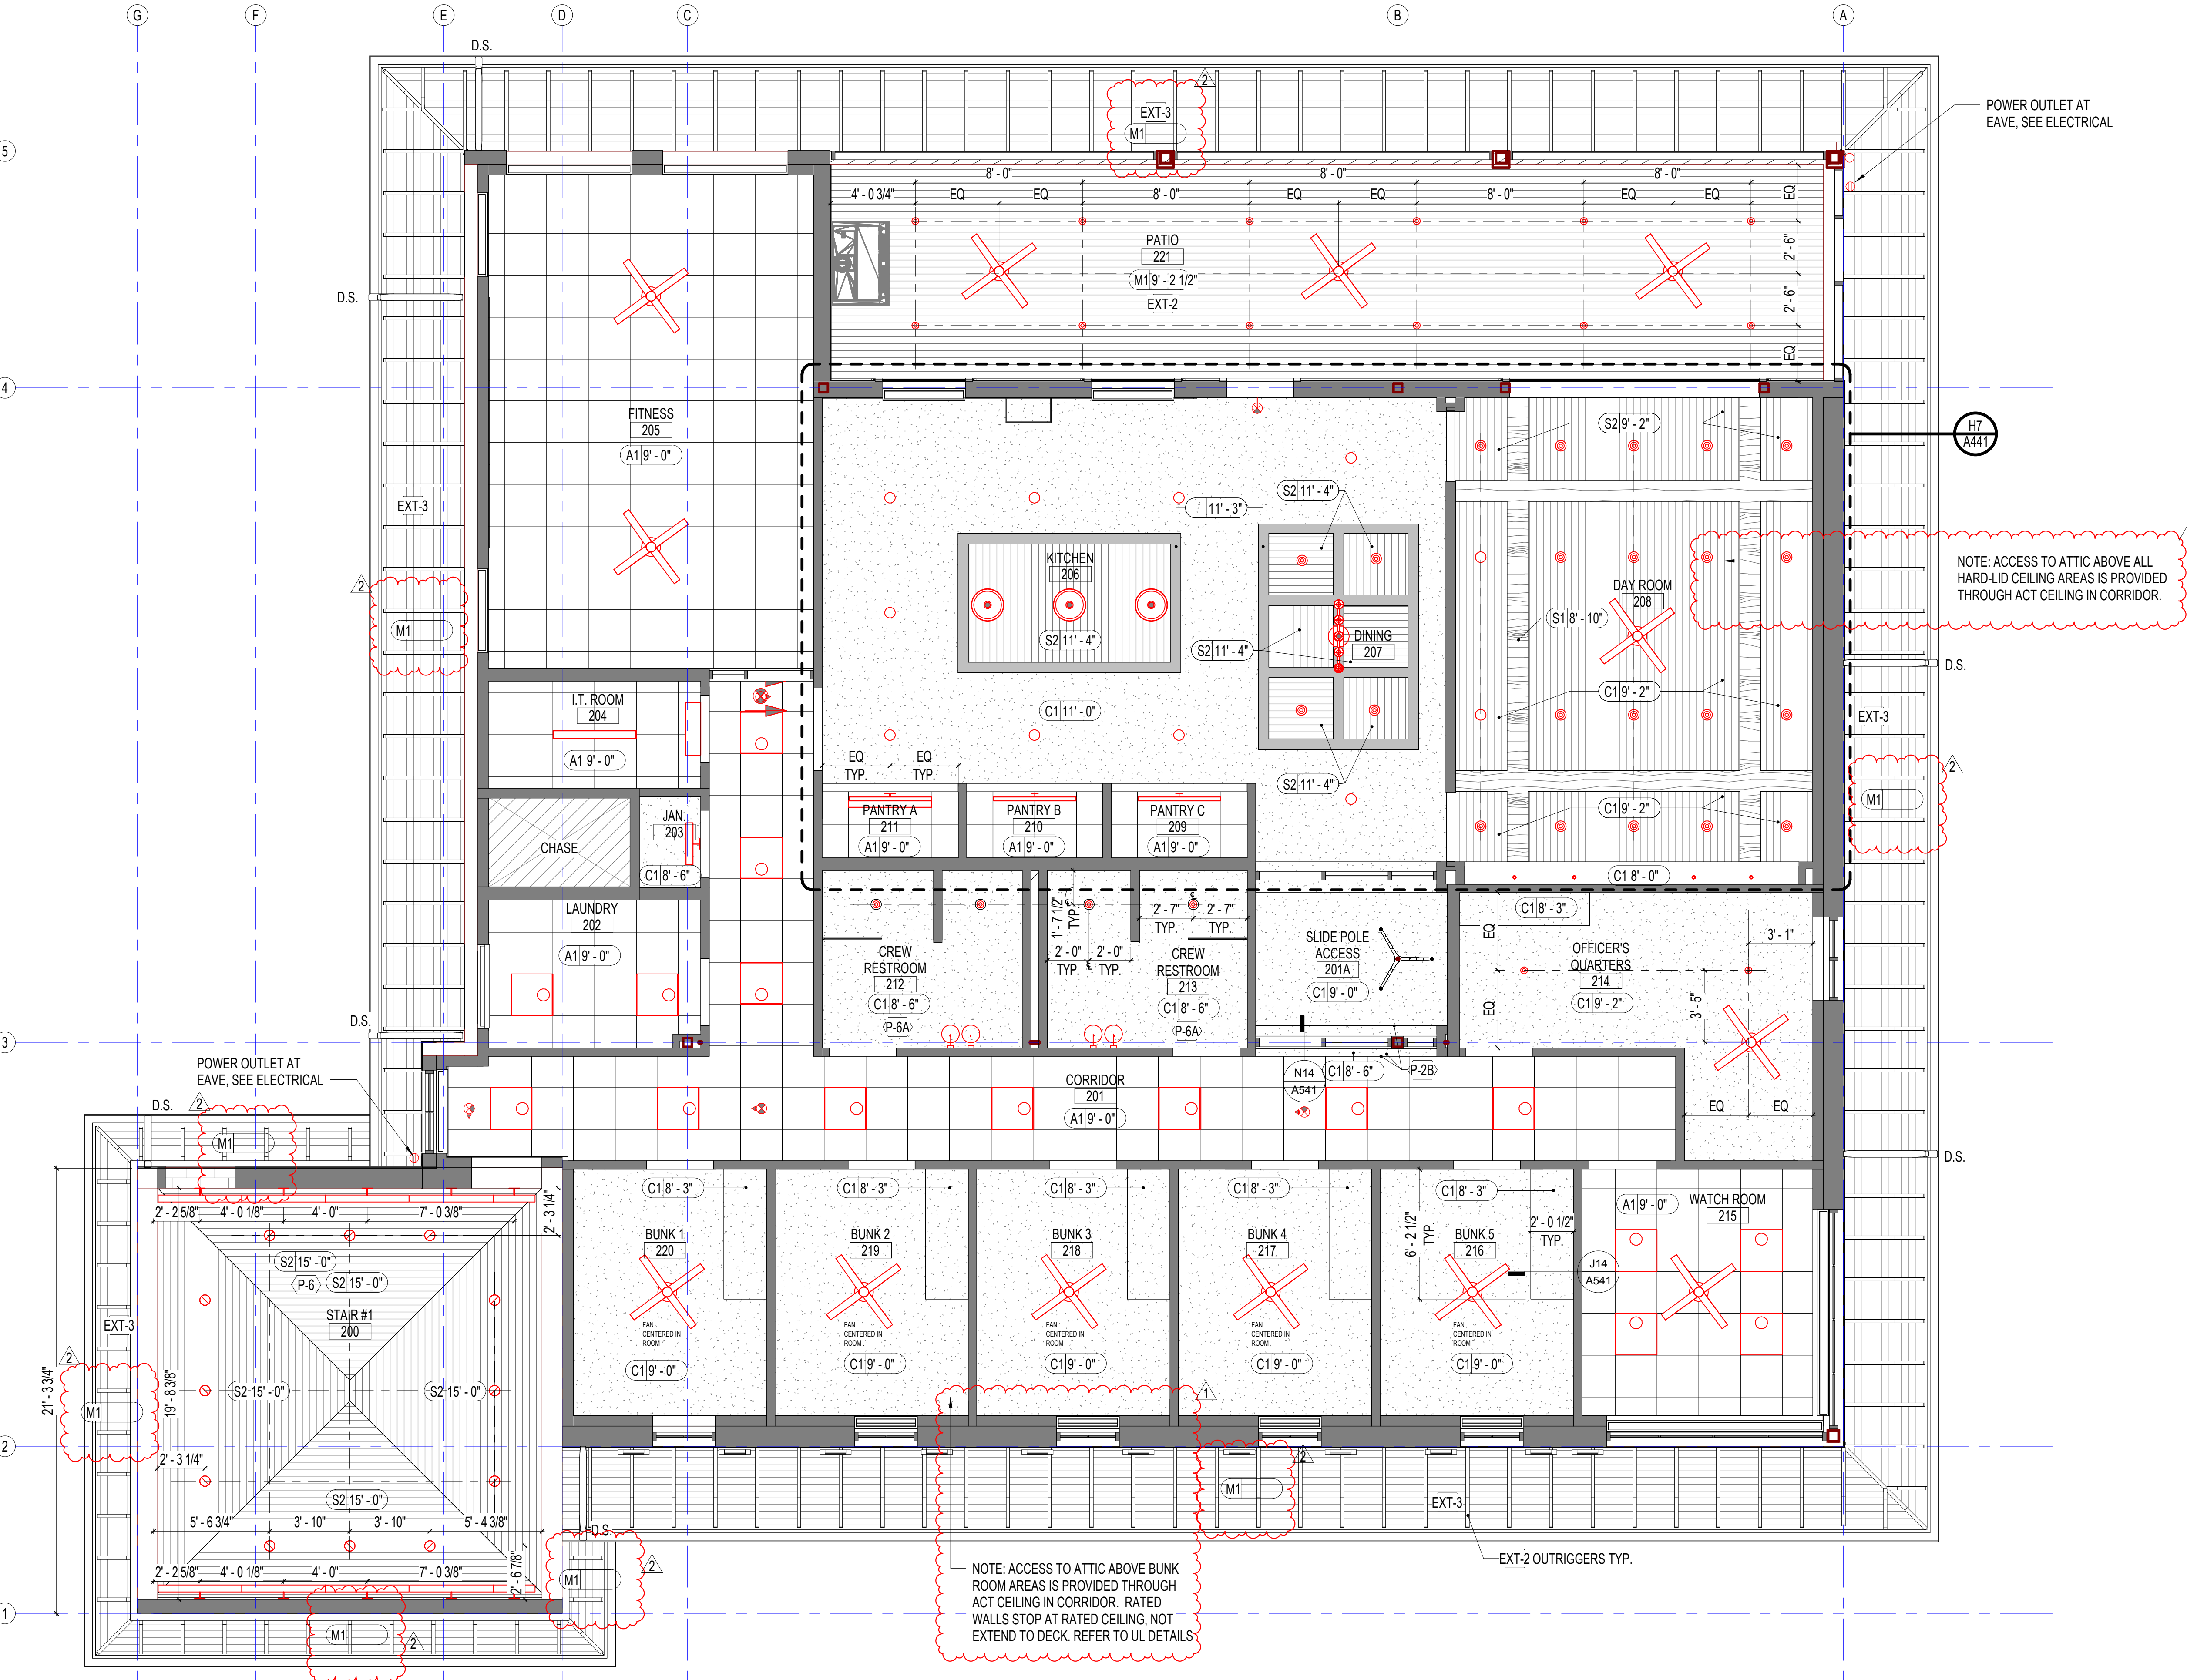 G
F
E
D
C
B
A
D.S.
2
EXT-3
M1
POWER OUTLET AT
EAVE, SEE ELECTRICAL
5
8' - 0"
8' - 0"
8' - 0"
8' - 0"
4' - 0 3/4"
EQ
EQ
8' - 0"
EQ
EQ
8' - 0"
EQ
EQ
EQ
PATIO
221
M1 9' - 2 1/2"
EXT-2
2' - 6"
2' - 6"
EQ
D.S.
4
FITNESS
205
A1 9' - 0"
S2 9' - 2"
H7
A441
EXT-3
S2 11' - 4"
11' - 3"
KITCHEN
206
S2 11' - 4"
NOTE: ACCESS TO ATTIC ABOVE ALL
HARD-LID CEILING AREAS IS PROVIDED
THROUGH ACT CEILING IN CORRIDOR.
2
M1
DAY ROOM
208
S1 8' - 10"
DINING
207
S2 11' - 4"
D.S.
I.T. ROOM
204
A1 9' - 0"
C1 11' - 0"
C1 9' - 2"
EXT-3
EQ
EQ
TYP.
TYP.
S2 11' - 4"
2
M1
PANTRY A
211
A1 9' - 0"
PANTRY B
210
A1 9' - 0"
PANTRY C
209
A1 9' - 0"
C1 9' - 2"
JAN.
203
C1 8' - 6"
CHASE
C1 8' - 0"
LAUNDRY
202
A1 9' - 0"
1' - 7 1/2"
TYP.
2' - 7"
2' - 7"
TYP.
TYP.
2' - 0"
2' - 0"
TYP.
TYP.
CREW
RESTROOM
212
C1 8' - 6"
P-6A
CREW
RESTROOM
213
C1 8' - 6"
P-6A
SLIDE POLE
ACCESS
201A
C1 9' - 0"
C1 8' - 3"
EQ
EQ
OFFICER'S
QUARTERS
214
C1 9' - 2"
3' - 1"
3' - 5"
D.S.
3
POWER OUTLET AT
EAVE, SEE ELECTRICAL
CORRIDOR
201
A1 9' - 0"
N14
A541
C1 8' - 6"
P-2B
EQ
EQ
D.S.
2
M1
D.S.
2' - 2 5/8"
4' - 0 1/8"
4' - 0"
7' - 0 3/8"
2' - 3 1/4"
C1 8' - 3"
C1 8' - 3"
C1 8' - 3"
C1 8' - 3"
C1 8' - 3"
A1 9' - 0"
WATCH ROOM
215
BUNK 1
220
BUNK 2
219
BUNK 3
218
BUNK 4
217
BUNK 5
216
6' - 2 1/2"
TYP.
2' - 0 1/2"
TYP.
J14
A541
S2 15' - 0"
P-6
S2 15' - 0"
STAIR #1
200
EXT-3
FAN
CENTERED IN
ROOM
FAN
CENTERED IN
ROOM
FAN
CENTERED IN
ROOM
FAN
CENTERED IN
ROOM
FAN
CENTERED IN
ROOM
C1 9' - 0"
C1 9' - 0"
C1 9' - 0"
C1 9' - 0"
C1 9' - 0"
2
M1
21' - 3 3/4"
19' - 8 3/8"
S2 15' - 0"
S2 15' - 0"
1
2
2
2' - 3 1/4"
S2 15' - 0"
M1
EXT-3
5' - 6 3/4"
3' - 10"
3' - 10"
5' - 4 3/8"
D.S.
EXT-2 OUTRIGGERS TYP.
2' - 2 5/8"
4' - 0 1/8"
4' - 0"
7' - 0 3/8"
2' - 6 7/8"
2
M1
NOTE: ACCESS TO ATTIC ABOVE BUNK
ROOM AREAS IS PROVIDED THROUGH
ACT CEILING IN CORRIDOR. RATED
WALLS STOP AT RATED CEILING, NOT
EXTEND TO DECK. REFER TO UL DETAILS
1
M1
2